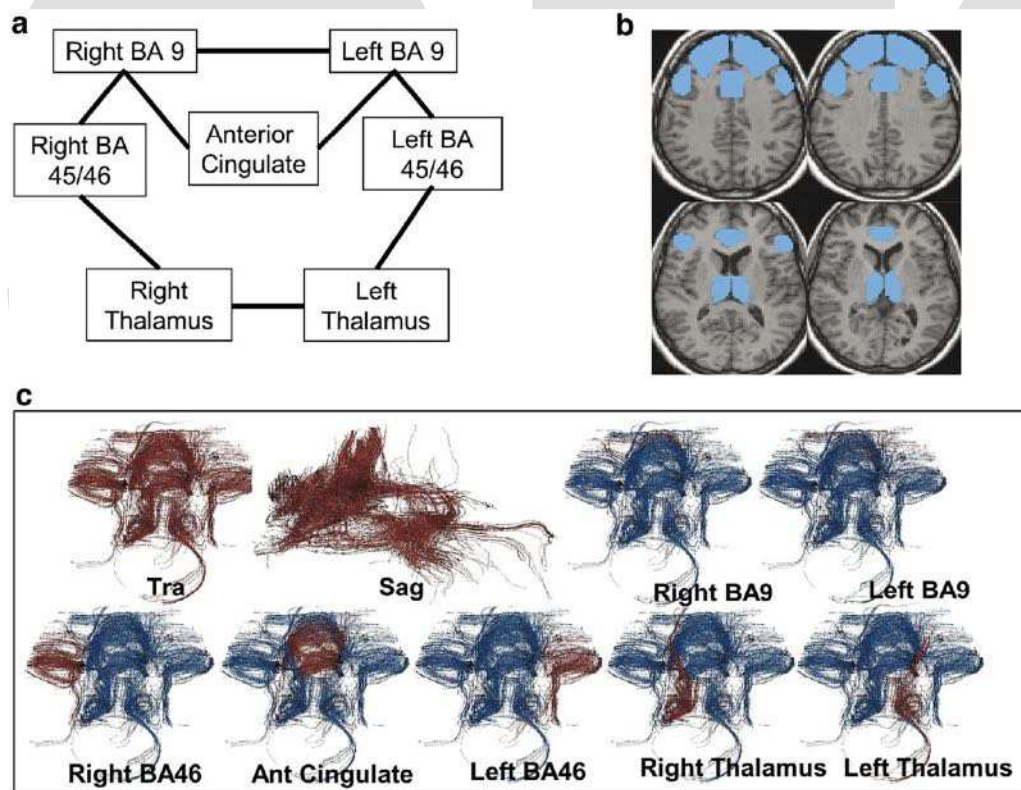 a
b
Right BA 9
Left BA 9
Right BA
45/46
Anterior
Cingulate
Left BA
45/46
Right
Thalamus
Left
Thalamus
c
Tra
Sag
Right BA9
Left BA9
Right BA46
Ant Cingulate
Left BA46
Right Thalamus
Left Thalamus